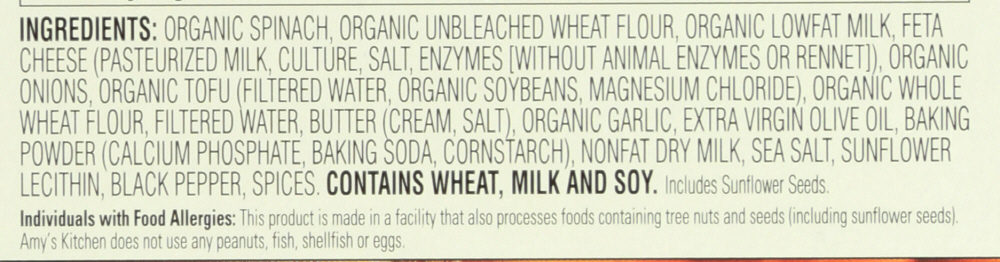 INGREDIENTS: ORGANIC SPINACH, ORGANIC UNBLEACHED WHEAT FLOUR, ORGANIC LOWFAT MILK, FETA
CHEESE (PASTEURIZED MILK, CULTURE, SALT, ENZYMES [WITHOUT ANIMAL ENZYMES OR RENNET]), ORGANIC
ONIONS, ORGANIC TOFU (FILTERED WATER, ORGANIC SOYBEANS, MAGNESIUM CHLORIDE), ORGANIC WHOLE
WHEAT FLOUR, FILTERED WATER, BUTTER (CREAM, SALT), ORGANIC GARLIC, EXTRA VIRGIN OLIVE OIL, BAKING
POWDER (CALCIUM PHOSPHATE, BAKING SODA, CORNSTARCH), NONFAT DRY MILK, SEA SALT, SUNFLOWER
LECITHIN, BLACK PEPPER, SPICES. CONTAINS WHEAT, MILK AND SOY. Includes Sunflower Seeds.
Individuals with Food Allergies: This product is made in a facility that also processes foods containing tree nuts and seeds (including sunflower seeds).
Amy's Kitchen does not use any peanuts, fish, shellfish or eggs.